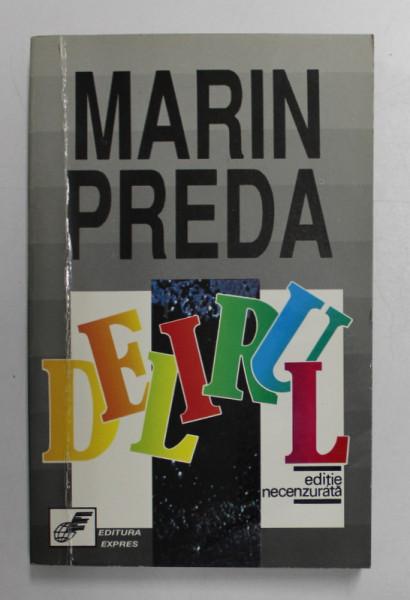 MARIN
PREDA
DELIRUL
ediție
necenzurată
EDITURA
EXPRES